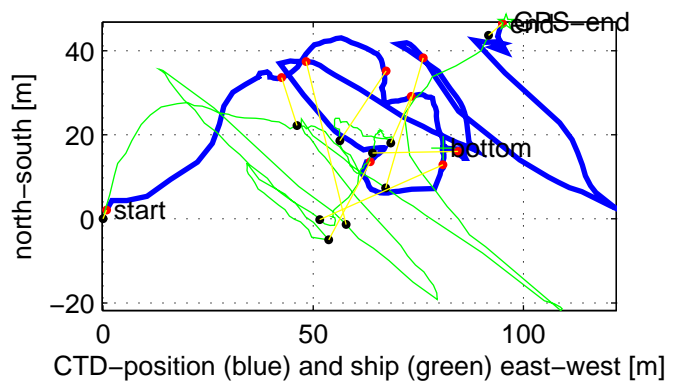 GPS−end
end
40
20
bottom
start
0
−20
north−south [m]
0
50
100
CTD−position (blue) and ship (green) east−west [m]